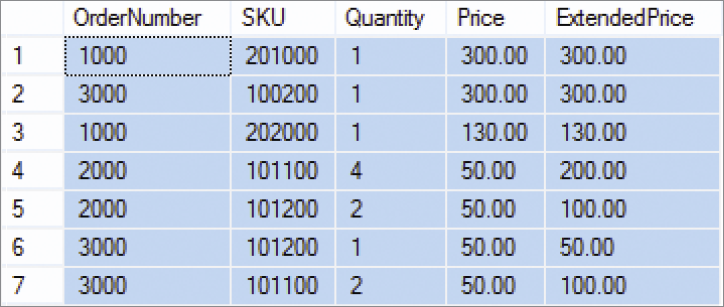 OrderNumber SKU Quantity Price ExtendedPrice
1 1000 201000 1 300.00 300.00
2 3000 100200 1 300.00 300.00
3 1000 202000 1 130.00 130.00
4 2000 101100 4 50.00 200.00
5 2000 101200 2 50.00 100.00
6 3000 101200 1 50.00 50.00
7 3000 101100 2 50.00 100.00